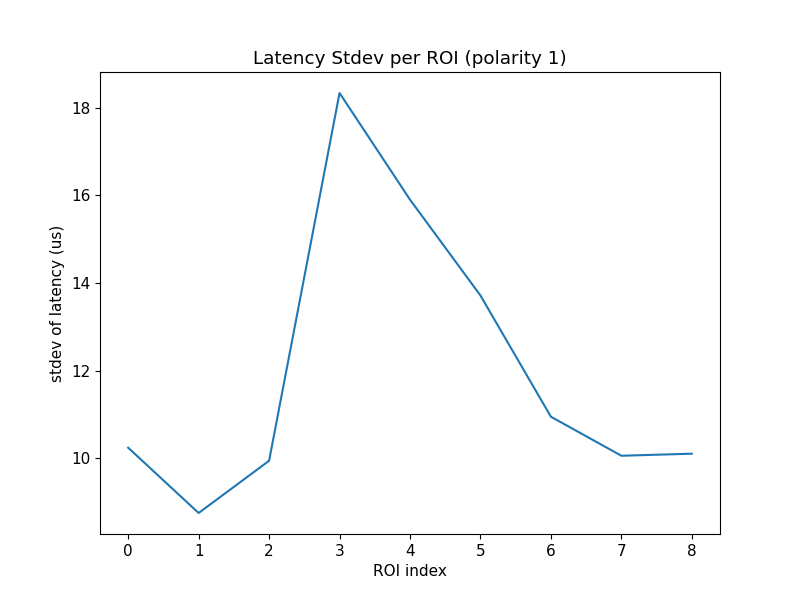 Latency Stdev per ROI (polarity 1)
stdev of latency (us)
18
16
14
12
10
0 1 2 3 4 5 6 7 8
ROI index